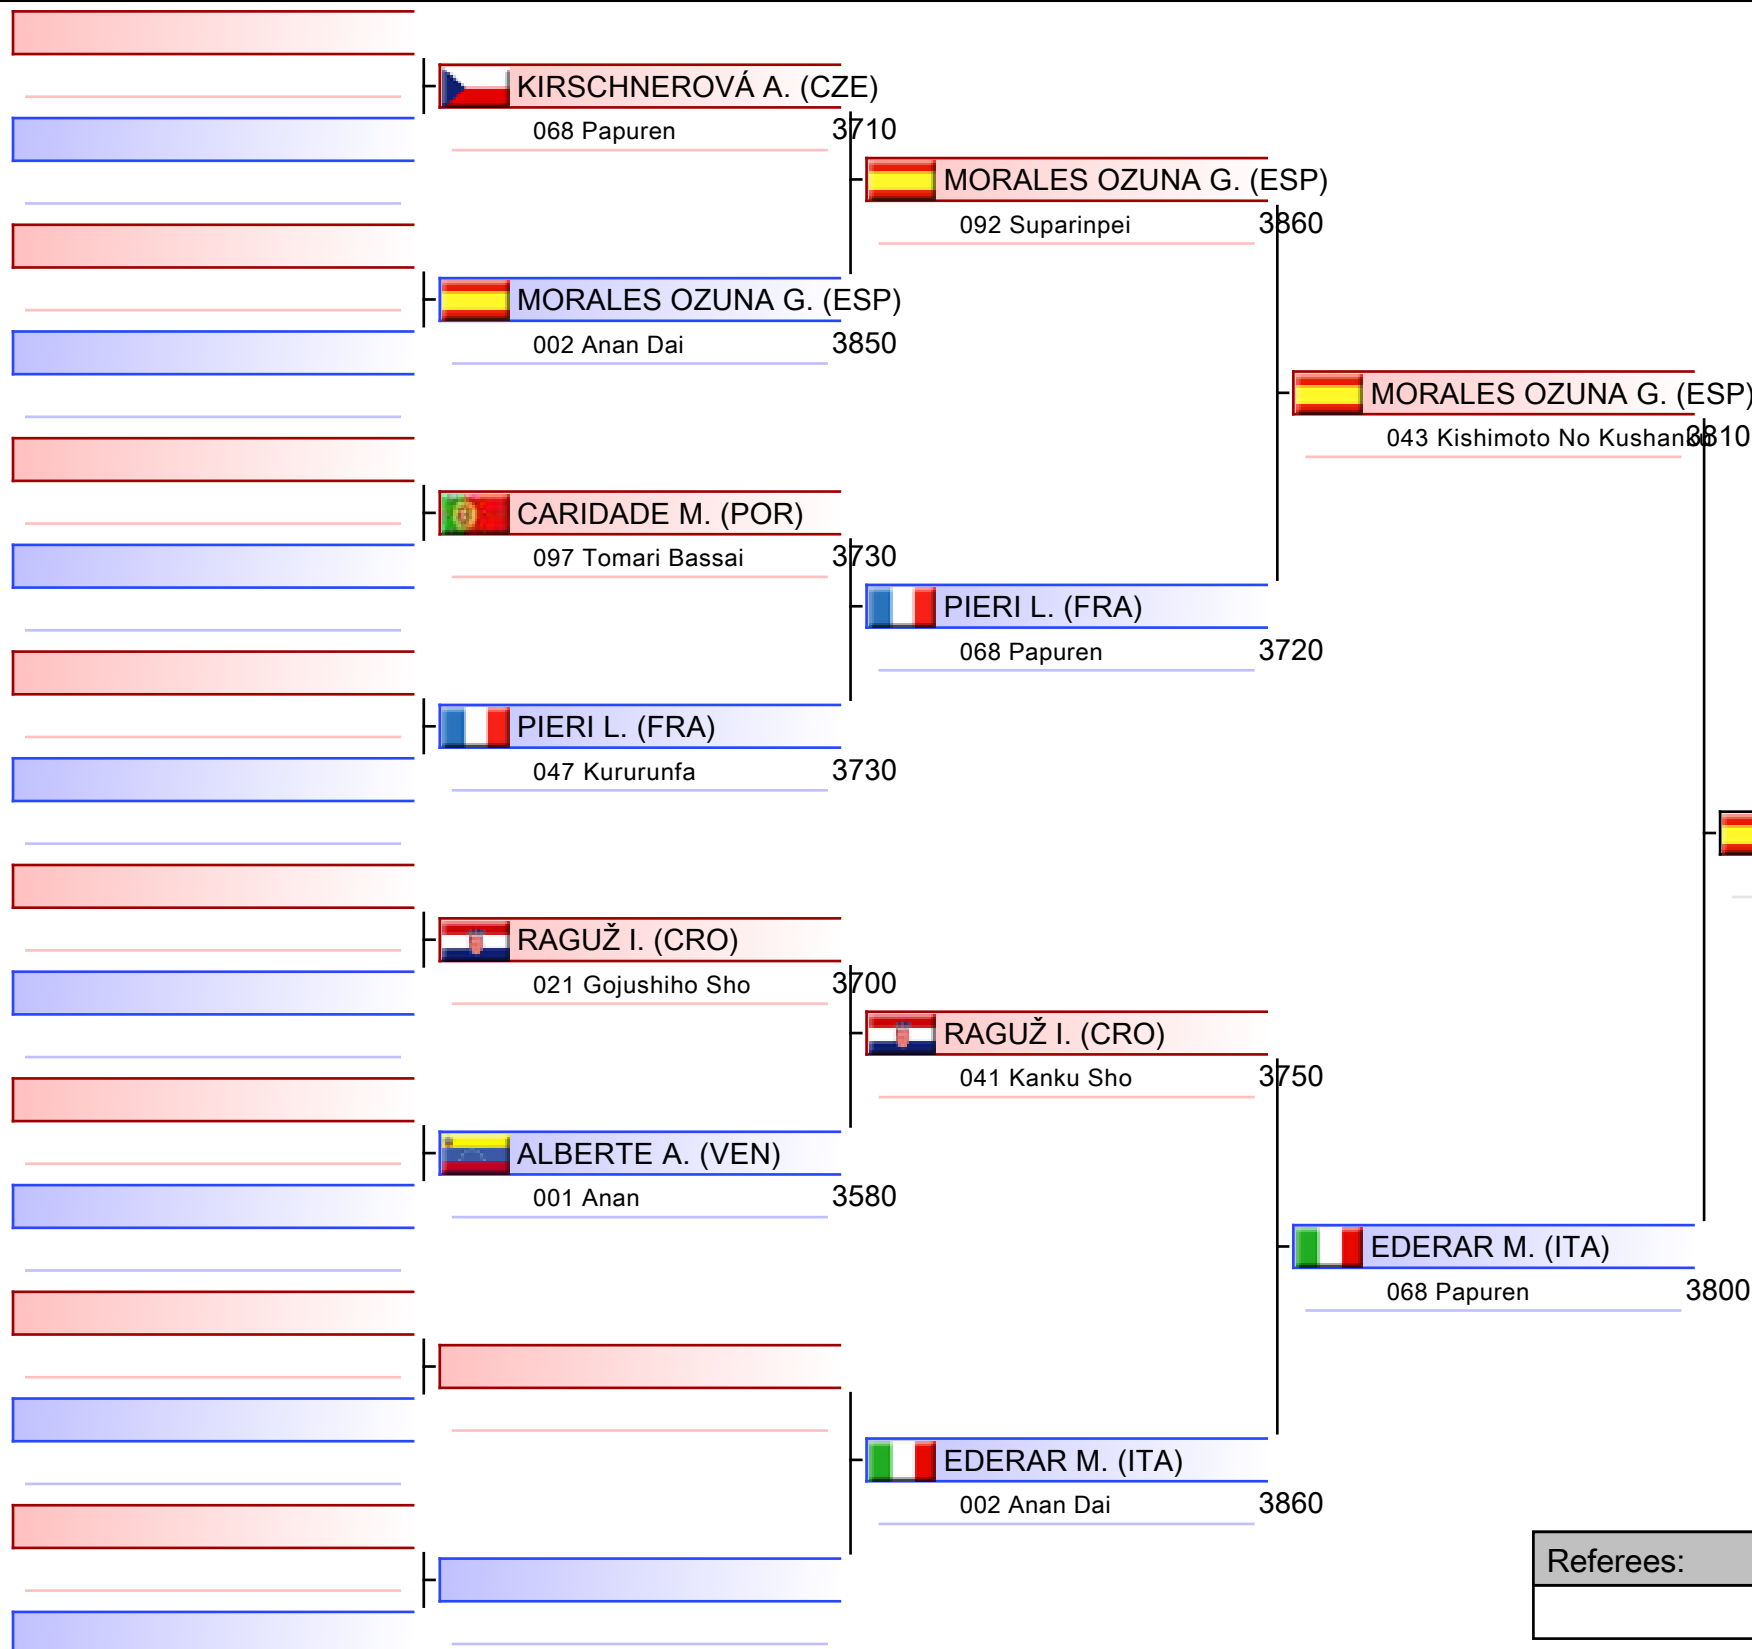 KIRSCHNEROVÁ A. (CZE)
068 Papuren 3710
MORALES OZUNA G. (ESP)
092 Suparinpei 3860
MORALES OZUNA G. (ESP)
002 Anan Dai 3850
MORALES OZUNA G. (ESP)
043 Kishimoto No Kushanku 3810
CARIDADE M. (POR)
097 Tomari Bassai 3730
PIERI L. (FRA)
068 Papuren 3720
PIERI L. (FRA)
047 Kururunfa 3730
RAGUŽ I. (CRO)
021 Gojushiho Sho 3700
RAGUŽ I. (CRO)
041 Kanku Sho 3750
ALBERTE A. (VEN)
001 Anan 3580
EDERAR M. (ITA)
068 Papuren 3800
EDERAR M. (ITA)
002 Anan Dai 3860
Referees: